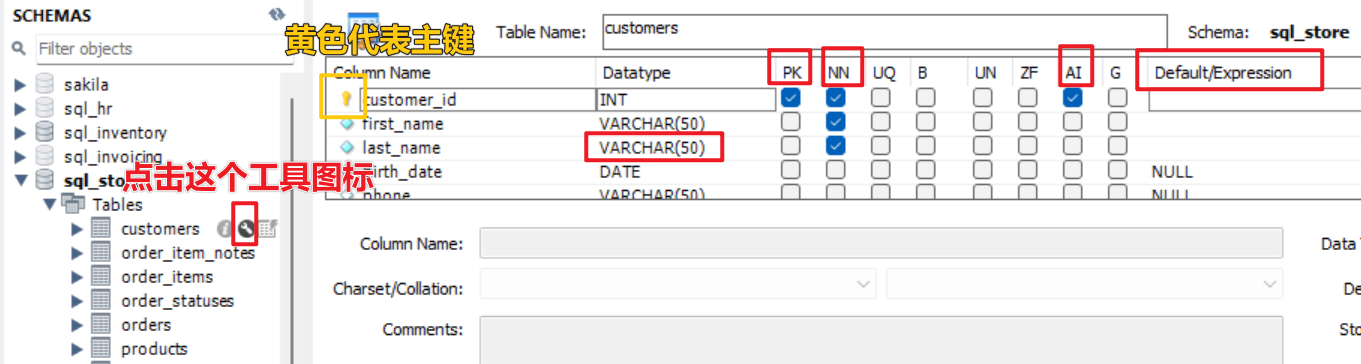 SCHEMAS
Filter objects
sakila
sql_hr
sql_inventory
sql_invoicing
sql_sto
点击这个工具图标
Tables
customers
order_item_notes
order_items
order_statuses
orders
products
黄色代表主键
Table Name: customers Schema: sql_store
Column Name Datatype PK NN UQ B UN ZF AI G Default/Expression
customer_id INT
first_name VARCHAR(50)
last_name VARCHAR(50)
birth_date DATE NULL
phone VARCHAR(50) NULL
Column Name: Data
Charset/Collation: De
Comments: Sto